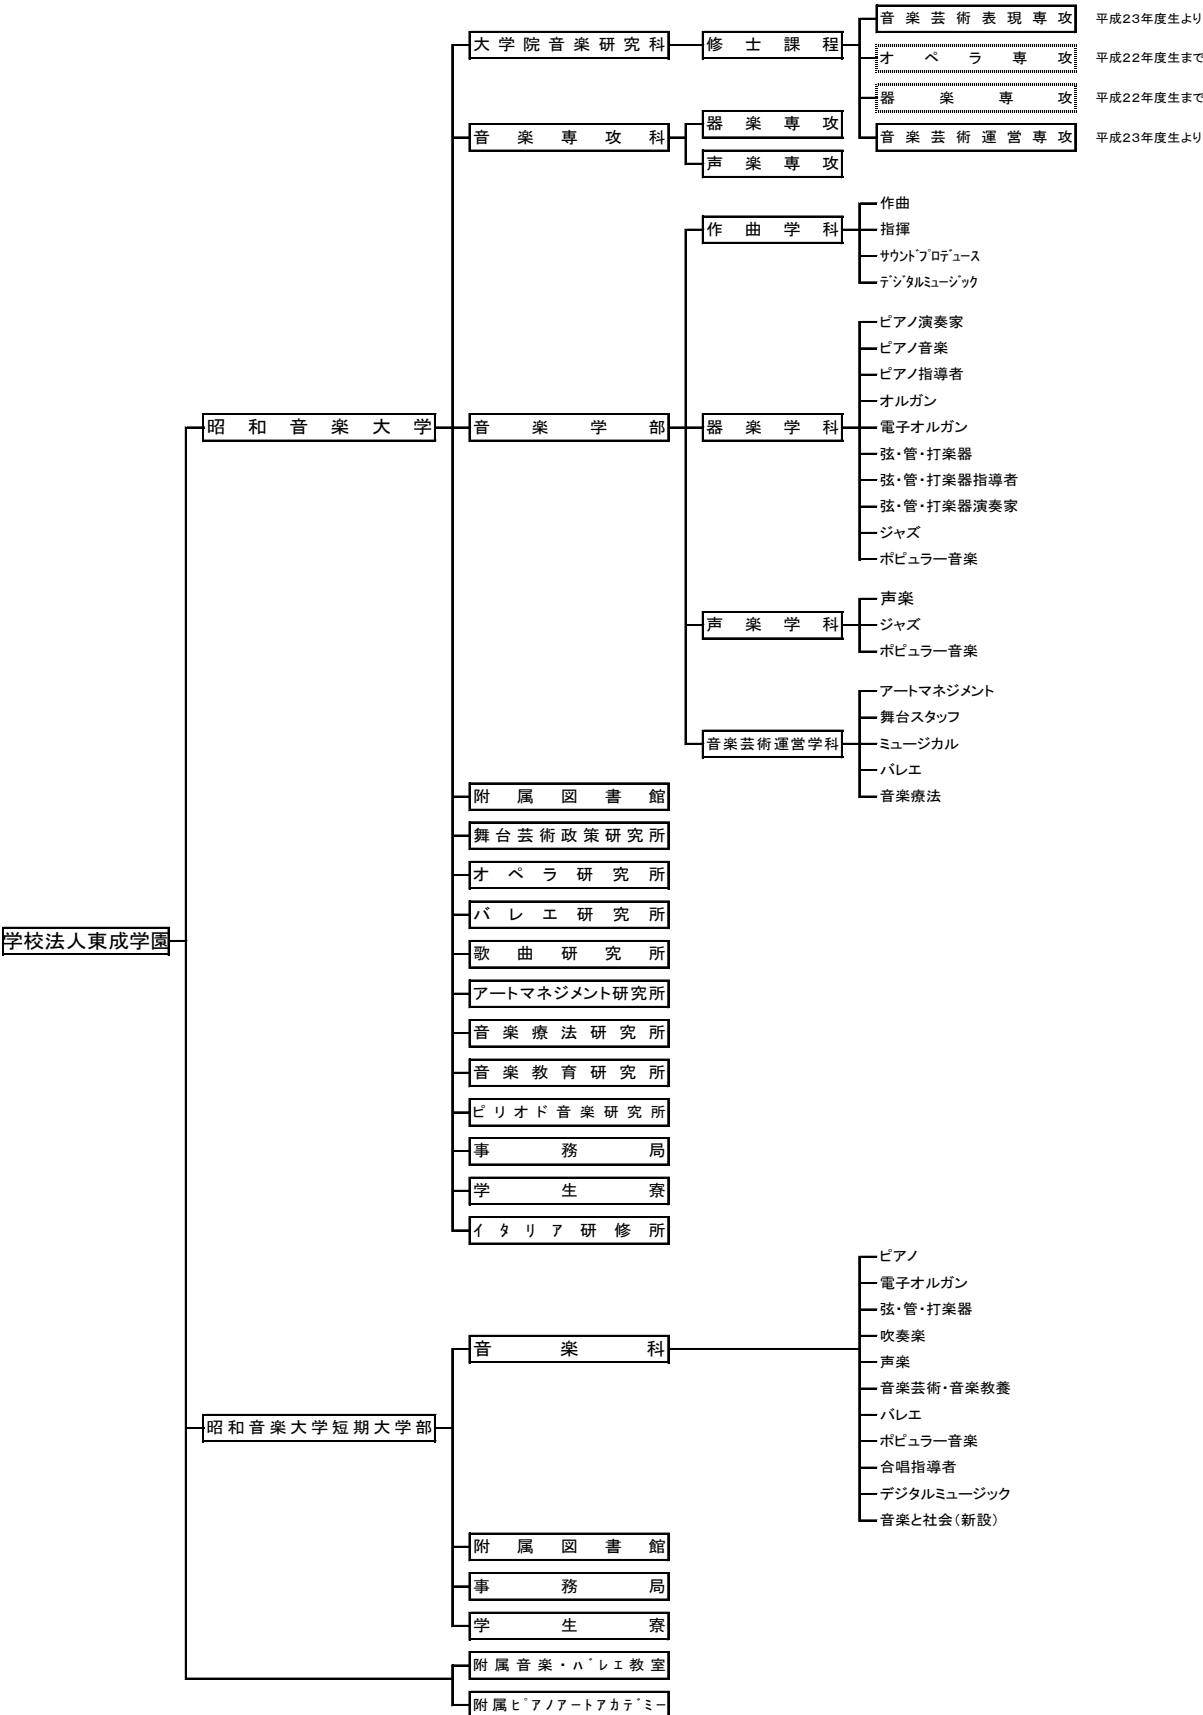 音楽芸術表現専攻 平成23年度生より
大学院音楽研究科 修士課程
オペラ専攻 平成22年度生まで
器楽専攻 平成22年度生まで
音楽専攻科 器楽専攻
音楽芸術運営専攻 平成23年度生より
声楽専攻
作曲
作曲学科 指揮
サウンドプロデュース
デジタルミュージック
ピアノ演奏家
ピアノ音楽
ピアノ指導者
オルガン
昭和音楽大学 音楽学部 器楽学科 電子オルガン
弦・管・打楽器
弦・管・打楽器指導者
弦・管・打楽器演奏家
ジャズ
ポピュラー音楽
声楽
声楽学科 ジャズ
ポピュラー音楽
アートマネジメント
舞台スタッフ
音楽芸術運営学科 ミュージカル
バレエ
附属図書館 音楽療法
舞台芸術政策研究所
オペラ研究所
バレエ研究所
学校法人東成学園
歌曲研究所
アートマネジメント研究所
音楽療法研究所
音楽教育研究所
ピリオド音楽研究所
事務局
学生寮
イタリア研修所
ピアノ
電子オルガン
弦・管・打楽器
吹奏楽
音楽科
声楽
音楽芸術・音楽教養
バレエ
昭和音楽大学短期大学部
ポピュラー音楽
合唱指導者
デジタルミュージック
音楽と社会(新設)
附属図書館
事務局
学生寮
附属音楽・バレエ教室
附属ピアノアートアカデミー